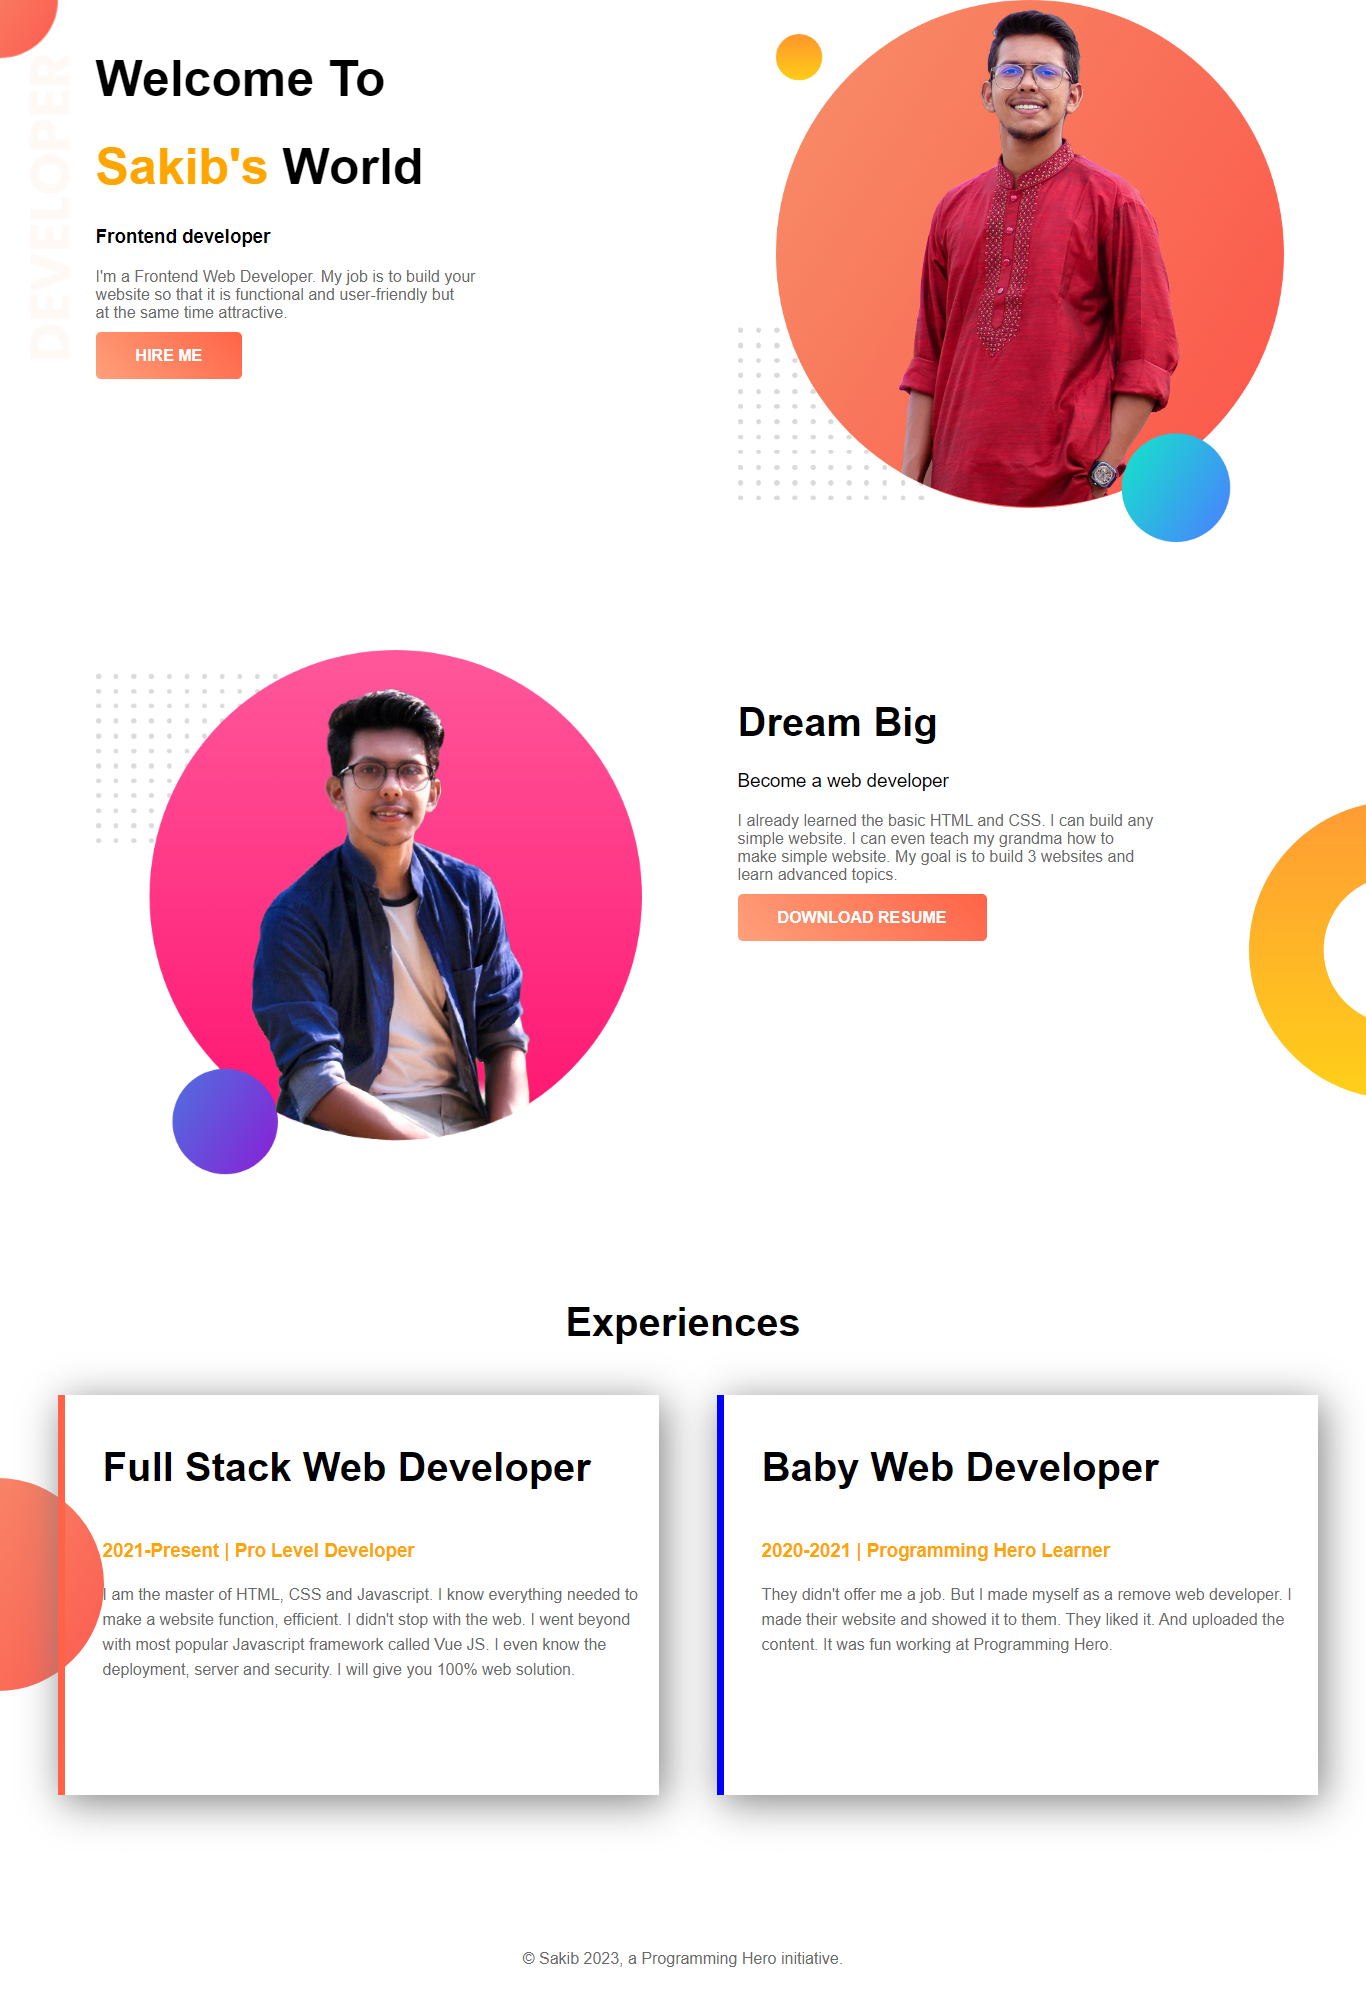 DEVELOPER
Welcome To
Sakib's World
Frontend developer
I'm a Frontend Web Developer. My job is to build your
website so that it is functional and user-friendly but
at the same time attractive.
HIRE ME
Dream Big
Become a web developer
I already learned the basic HTML and CSS. I can build any
simple website. I can even teach my grandma how to
make simple website. My goal is to build 3 websites and
learn advanced topics.
DOWNLOAD RESUME
Experiences
Full Stack Web Developer
2021-Present | Pro Level Developer
I am the master of HTML, CSS and Javascript. I know everything needed to
make a website function, efficient. I didn't stop with the web. I went beyond
with most popular Javascript framework called Vue JS. I even know the
deployment, server and security. I will give you 100% web solution.
Baby Web Developer
2020-2021 | Programming Hero Learner
They didn't offer me a job. But I made myself as a remove web developer. I
made their website and showed it to them. They liked it. And uploaded the
content. It was fun working at Programming Hero.
© Sakib 2023, a Programming Hero initiative.